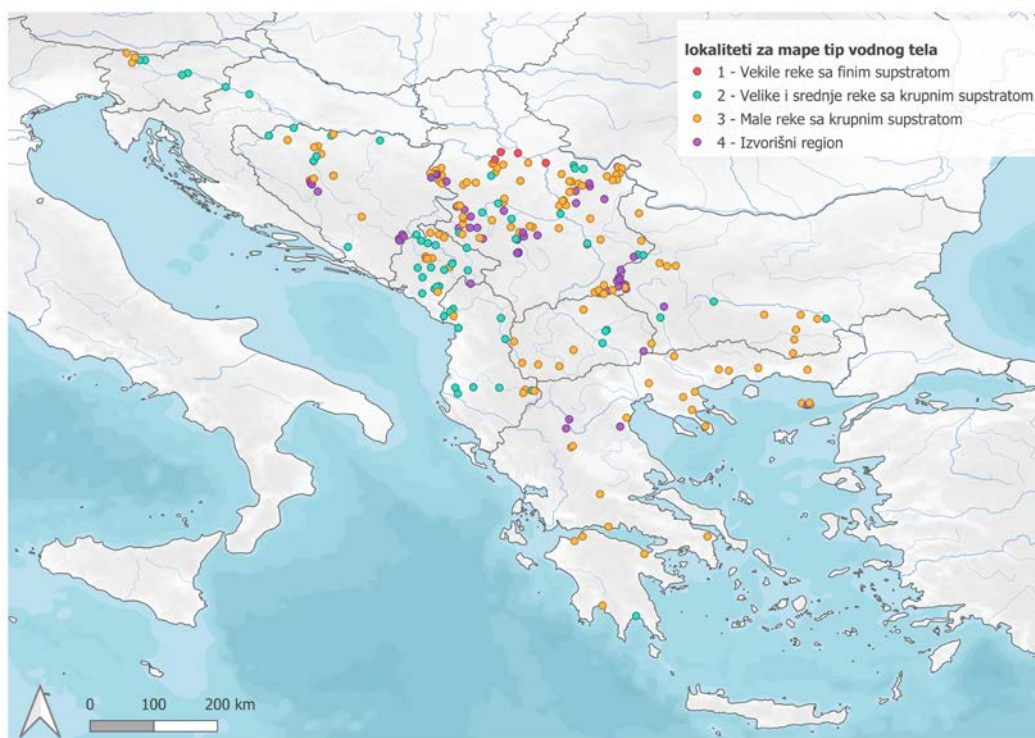 lokaliteti za mape tip vodnog tela
1 - Vekile reke sa finim supstratom
2 - Velike i srednje reke sa krupnim supstratom
3 - Male reke sa krupnim supstratom
4 - Izvorišni region
0 100 200 km